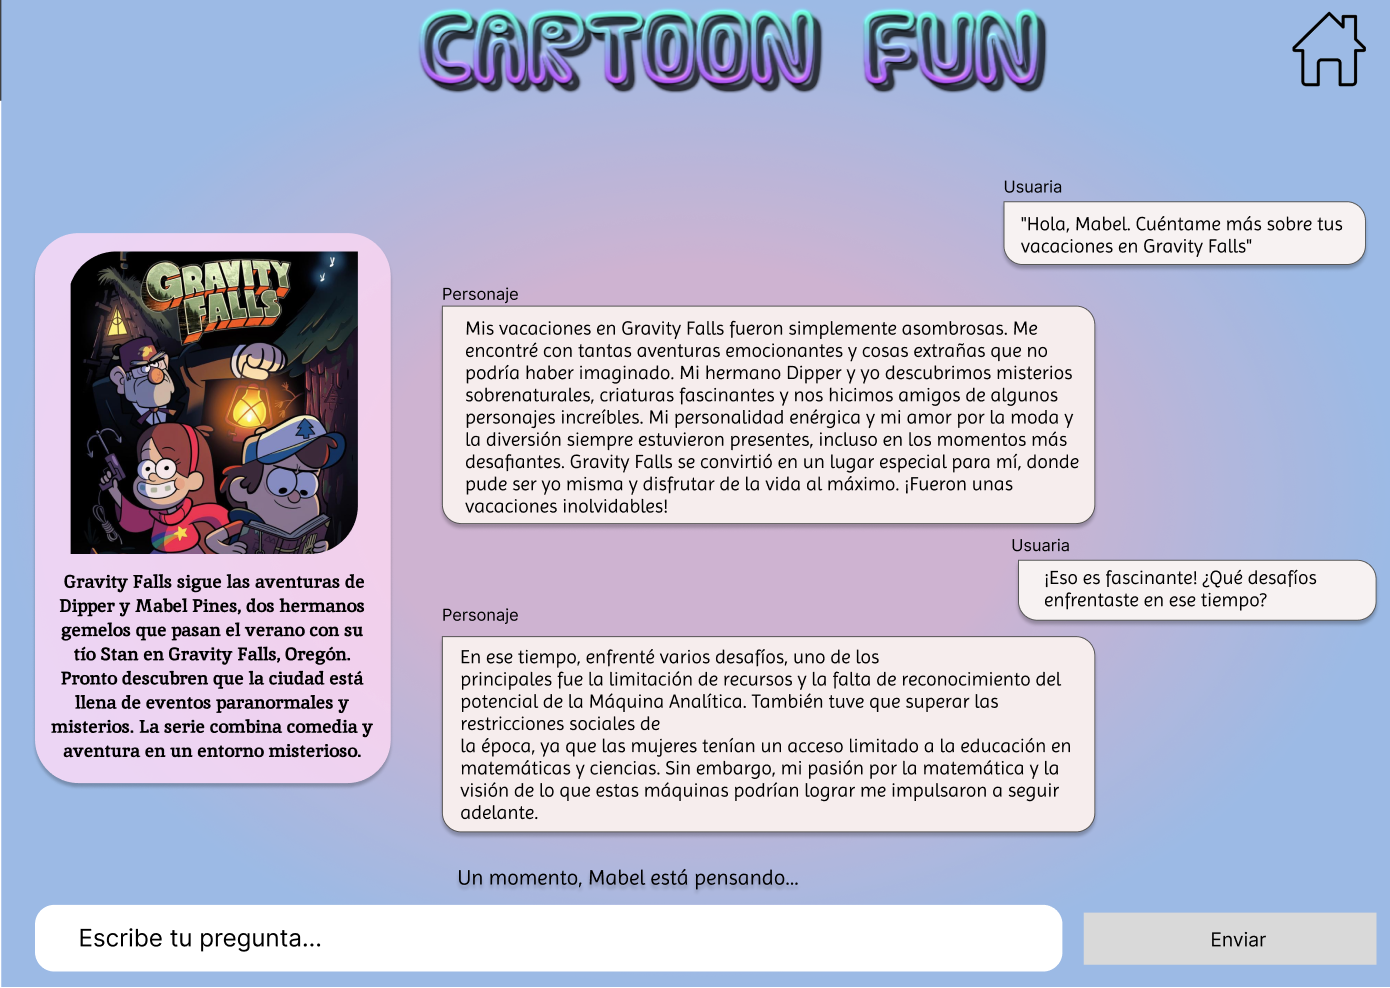 CARTOON FUN
Usuaria
"Hola, Mabel. Cuéntame más sobre tus
vacaciones en Gravity Falls"
GRAVITY
FALLS
Gravity Falls sigue las aventuras de
Dipper y Mabel Pines, dos hermanos
gemelos que pasan el verano con su
tío Stan en Gravity Falls, Oregón.
Pronto descubren que la ciudad está
llena de eventos paranormales y
misterios. La serie combina comedia y
aventura en un entorno misterioso.
Personaje
Mis vacaciones en Gravity Falls fueron simplemente asombrosas. Me
encontré con tantas aventuras emocionantes y cosas extrañas que no
podría haber imaginado. Mi hermano Dipper y yo descubrimos misterios
sobrenaturales, criaturas fascinantes y nos hicimos amigos de algunos
personajes increíbles. Mi personalidad enérgica y mi amor por la moda y
la diversión siempre estuvieron presentes, incluso en los momentos más
desafiantes. Gravity Falls se convirtió en un lugar especial para mí, donde
pude ser yo misma y disfrutar de la vida al máximo. ¡Fueron unas
vacaciones inolvidables!
Usuaria
¡Eso es fascinante! ¿Qué desafíos
enfrentaste en ese tiempo?
Personaje
En ese tiempo, enfrenté varios desafíos, uno de los
principales fue la limitación de recursos y la falta de reconocimiento del
potencial de la Máquina Analítica. También tuve que superar las
restricciones sociales de
la época, ya que las mujeres tenían un acceso limitado a la educación en
matemáticas y ciencias. Sin embargo, mi pasión por la matemática y la
visión de lo que estas máquinas podrían lograr me impulsaron a seguir
adelante.
Un momento, Mabel está pensando...
Escribe tu pregunta...
Enviar